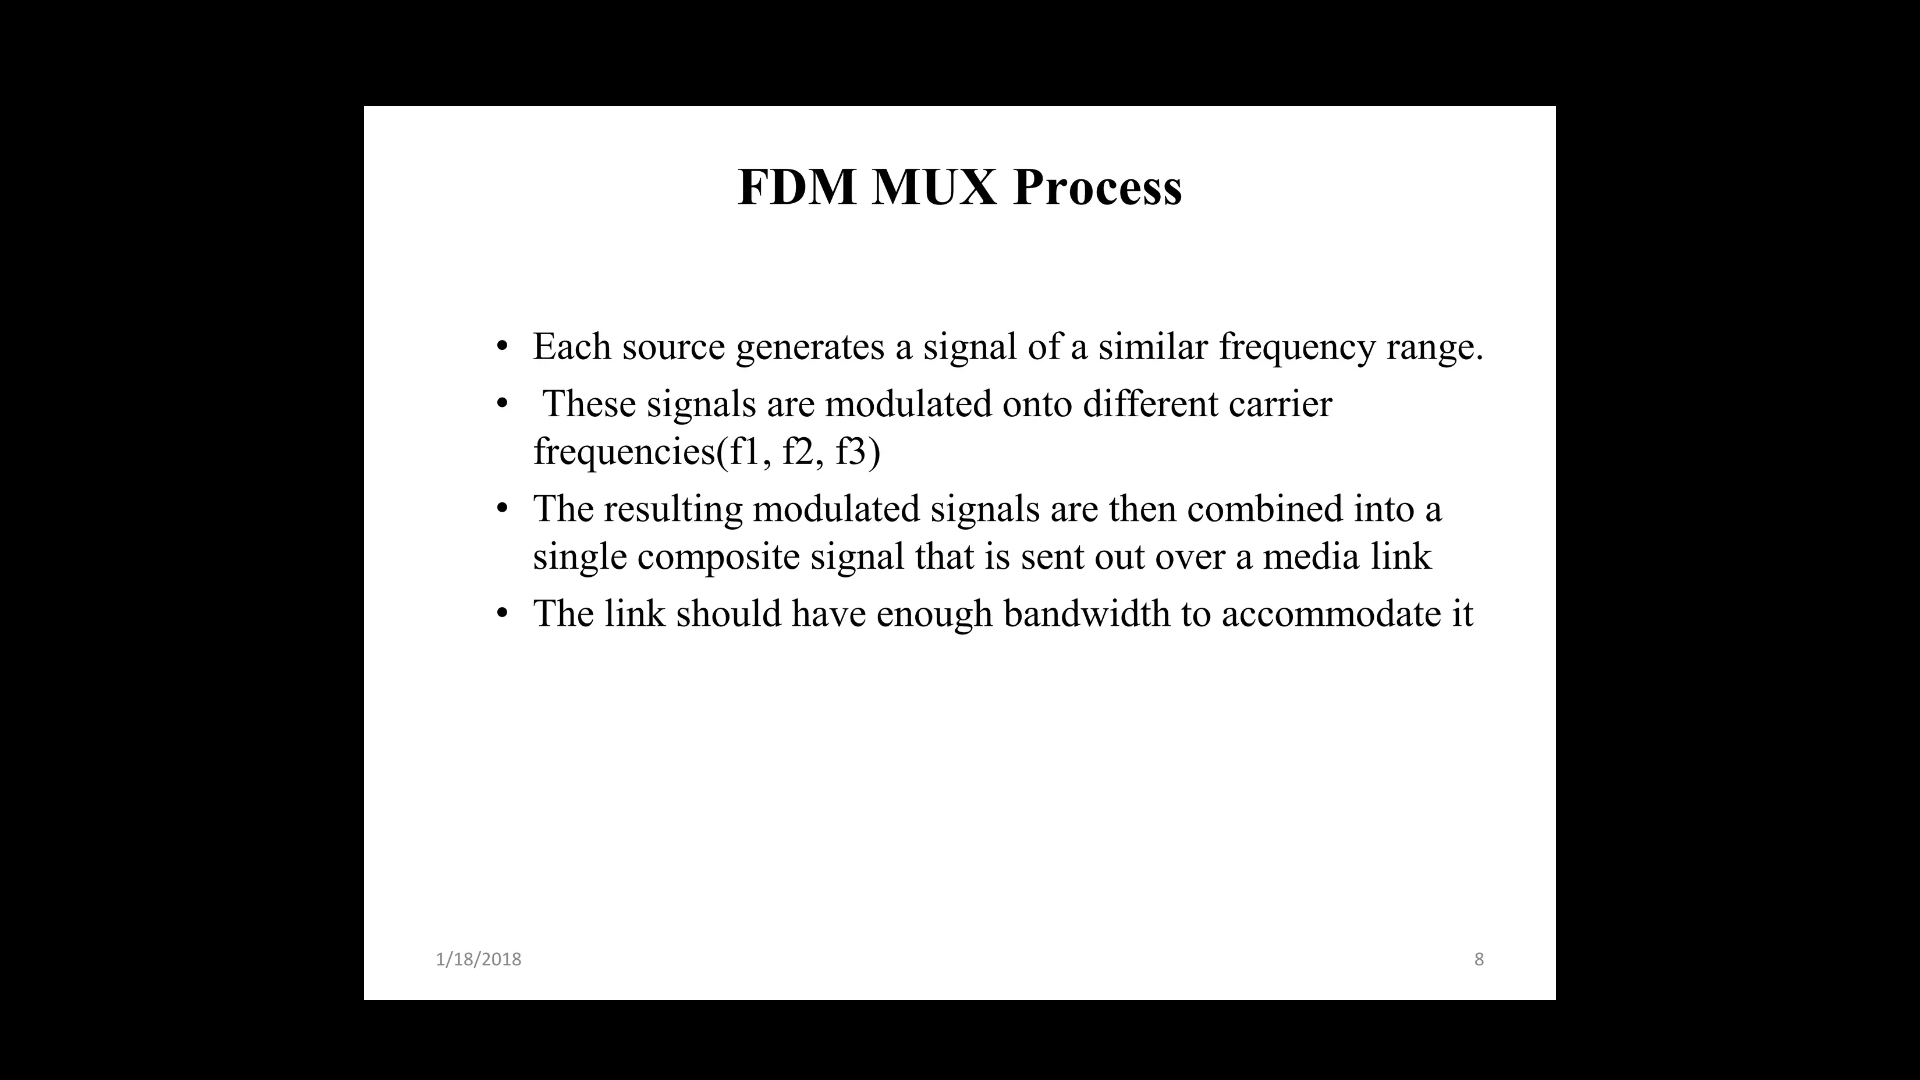 FDM MUX Process
• Each source generates a signal of a similar frequency range.
• These signals are modulated onto different carrier
frequencies(f1, f2, f3)
• The resulting modulated signals are then combined into a
single composite signal that is sent out over a media link
• The link should have enough bandwidth to accommodate it
1/18/2018
8